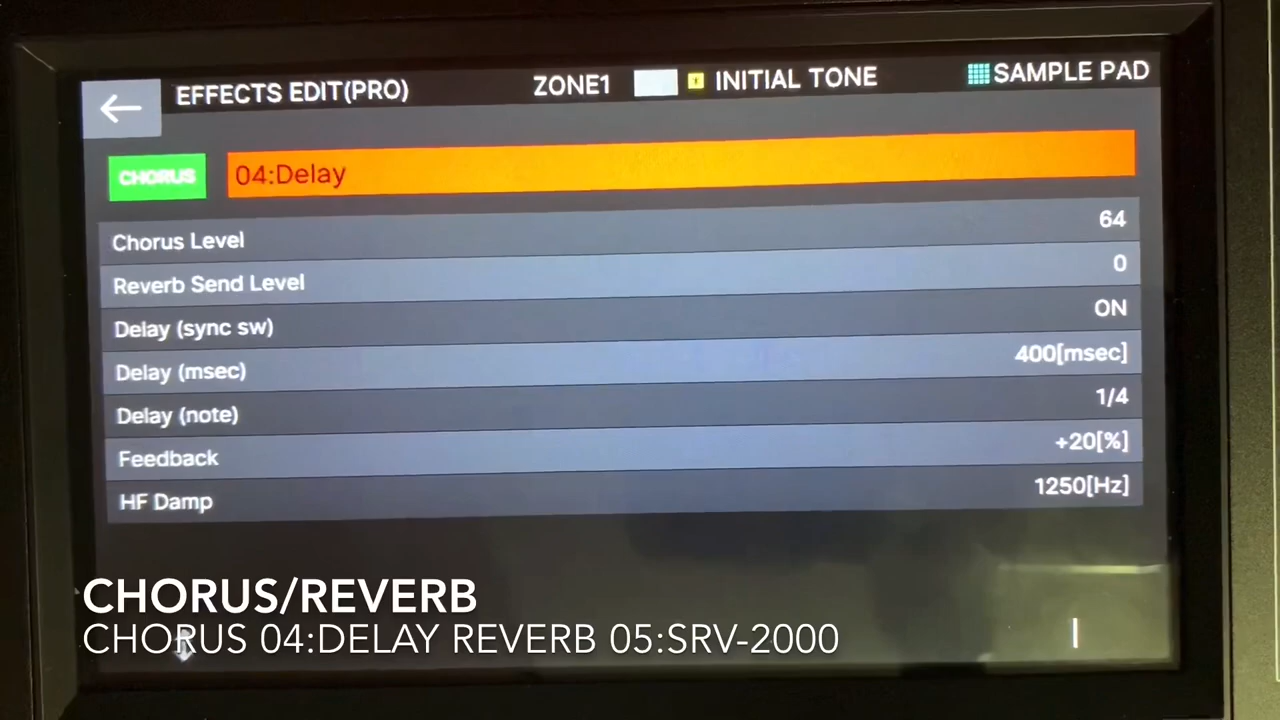 EFFECTS EDIT(PRO) ZONE1 INITIAL TONE SAMPLE PAD
CHORUS 04:Delay
Chorus Level 64
Reverb Send Level 0
Delay (sync sw) ON
Delay (msec) 400[msec]
Delay (note) 1/4
Feedback +20[%]
HF Damp 1250[Hz]
CHORUS/REVERB
CHORUS 04:DELAY REVERB 05:SRV-2000